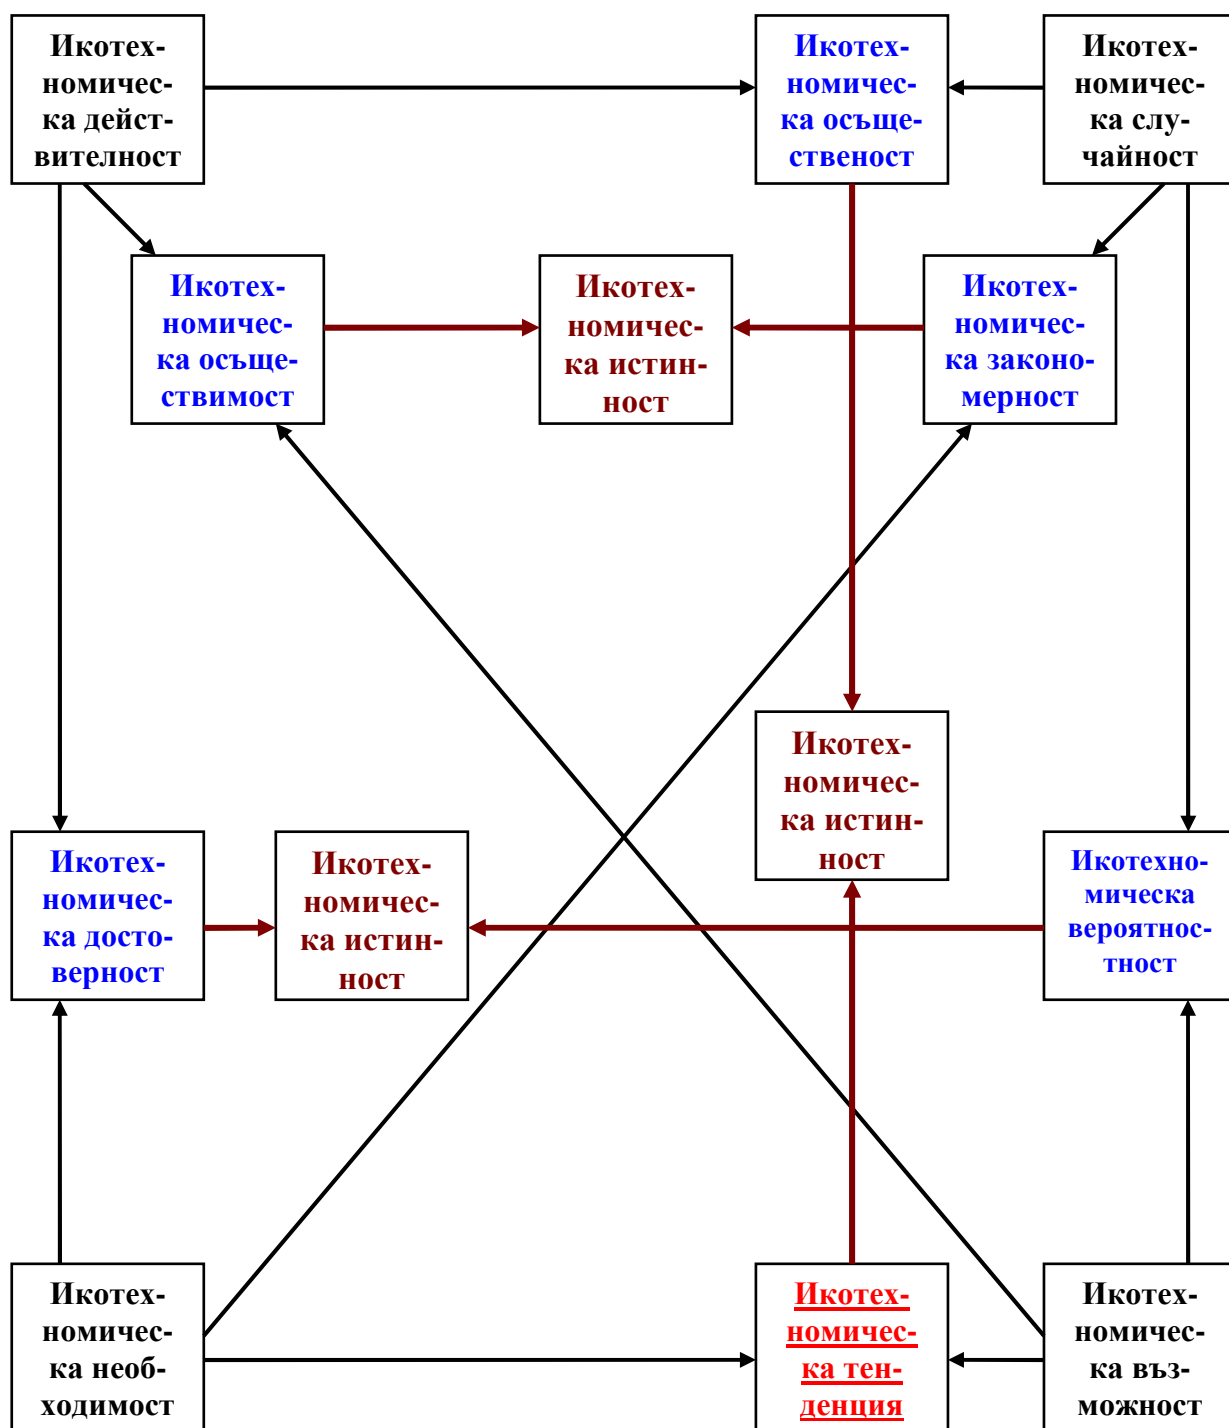 Икотех-
номичес-
ка дейст-
вителност
Икотех-
номичес-
ка осъще-
ственост
Икотех-
номичес-
ка слу-
чайност
Икотех-
номичес-
ка осъще-
ствимост
Икотех-
номичес-
ка истин-
ност
Икотех-
номичес-
ка законо-
мерност
Икотех-
номичес-
ка истин-
ност
Икотех-
номичес-
ка досто-
верност
Икотех-
номичес-
ка истин-
ност
Икотехно-
мическа
вероятнос-
тност
Икотех-
номичес-
ка необ-
ходимост
Икотех-
номичес-
ка тен-
денция
Икотех-
номичес-
ка въз-
можност